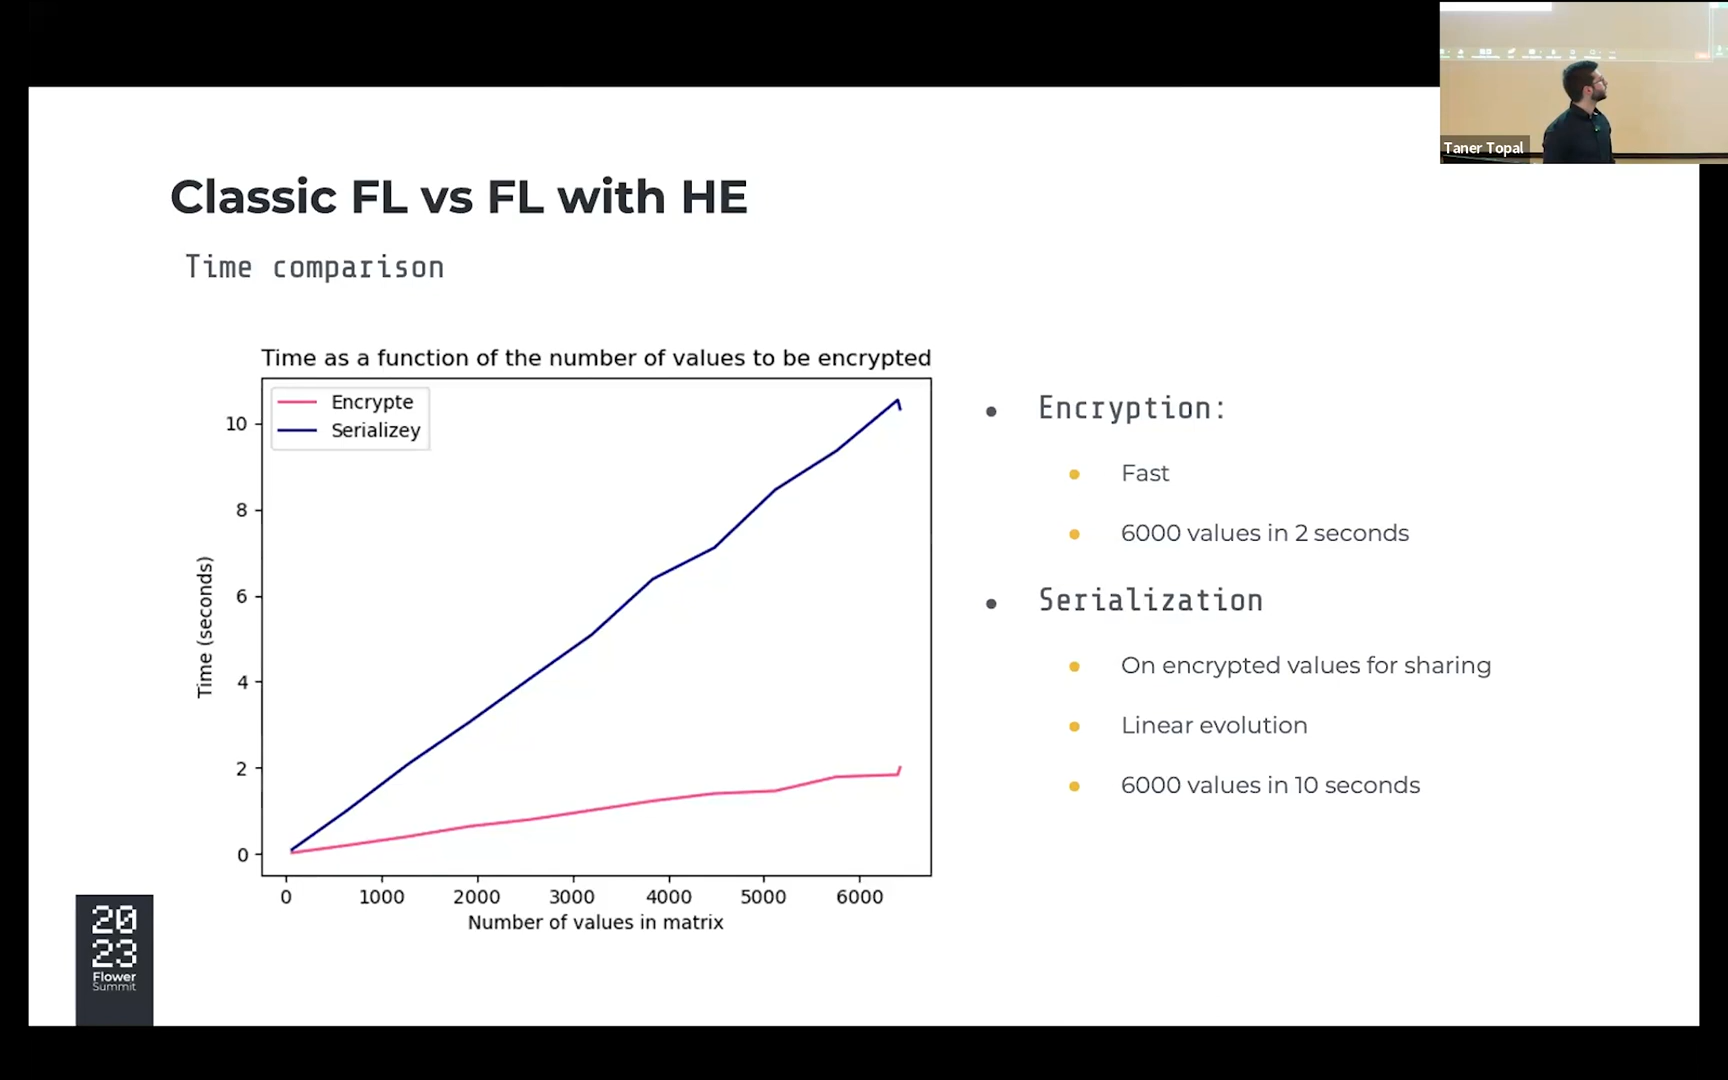 Taner Topal
Classic FL vs FL with HE
Time comparison
Time as a function of the number of values to be encrypted
Encrypte
Serializey
10
8
6
4
2
0
Time (seconds)
0 1000 2000 3000 4000 5000 6000
Number of values in matrix
Encryption:
Fast
6000 values in 2 seconds
Serialization
On encrypted values for sharing
Linear evolution
6000 values in 10 seconds
20
23
Flower
Summit